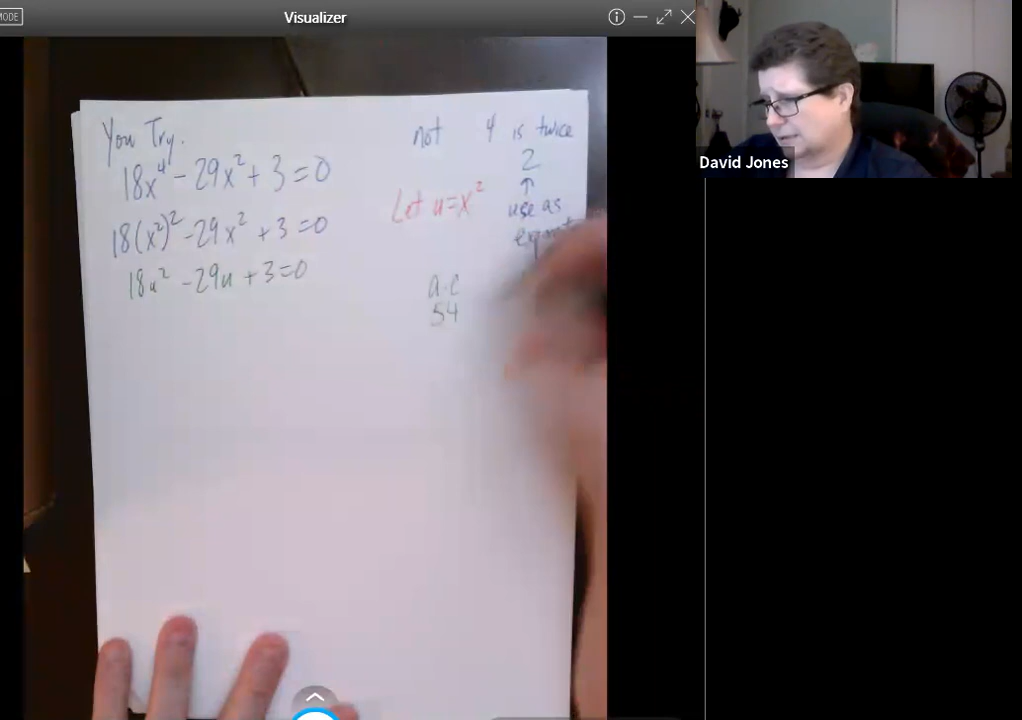 MODE
Visualizer
David Jones
You Try.
18x⁴ - 29x² + 3 = 0
18(x²)² - 29x² + 3 = 0
18u² - 29u + 3 = 0
not 4 is twice
2
↑
Let u = x²
use as
a·c
54